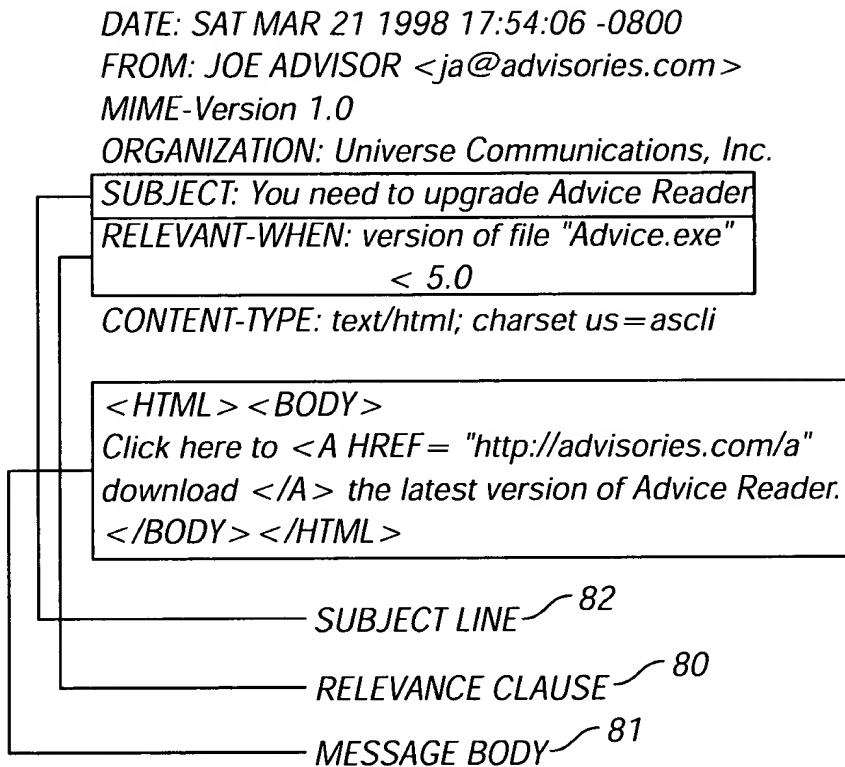 DATE: SAT MAR 21 1998 17:54:06 -0800
FROM: JOE ADVISOR <ja@advisories.com>
MIME-Version 1.0
ORGANIZATION: Universe Communications, Inc.
SUBJECT: You need to upgrade Advice Reader
RELEVANT-WHEN: version of file "Advice.exe"
< 5.0
CONTENT-TYPE: text/html; charset us=ascli
<HTML><BODY>
Click here to <A HREF= "http://advisories.com/a"
download </A> the latest version of Advice Reader.
</BODY></HTML>
SUBJECT LINE 82
RELEVANCE CLAUSE 80
MESSAGE BODY 81